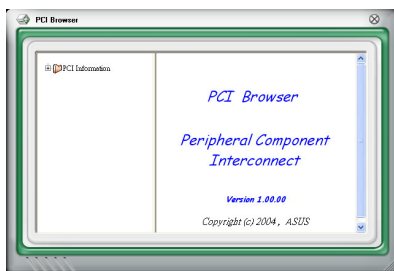 PCI Browser
PCI Information
PCI Browser
Peripheral Component
Interconnect
Version 1.00.00
Copyright (c) 2004, ASUS